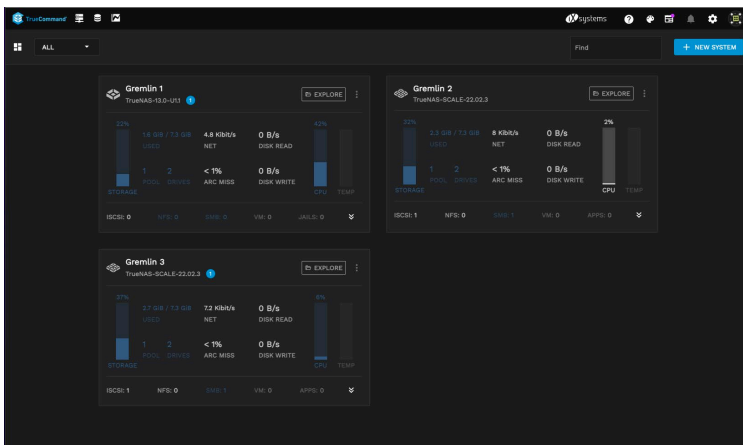 TrueCommand
iXsystems
ALL
Find
+ NEW SYSTEM
Gremlin 1
TrueNAS-13.0-U1.1 1
EXPLORE
22%
1.6 GiB / 7.3 GiB
USED
4.8 Kibit/s
NET
0 B/s
DISK READ
42%
1
POOL
2
DRIVES
< 1%
ARC MISS
0 B/s
DISK WRITE
STORAGE
CPU
TEMP
ISCSI: 0 NFS: 0 SMB: 0 VM: 0 JAILS: 0
Gremlin 2
TrueNAS-SCALE-22.02.3
EXPLORE
32%
2.3 GiB / 7.3 GiB
USED
8 Kibit/s
NET
0 B/s
DISK READ
2%
1
POOL
2
DRIVES
< 1%
ARC MISS
0 B/s
DISK WRITE
STORAGE
CPU
TEMP
ISCSI: 1 NFS: 0 SMB: 1 VM: 0 APPS: 0
Gremlin 3
TrueNAS-SCALE-22.02.3 1
EXPLORE
37%
2.7 GiB / 7.3 GiB
USED
7.2 Kibit/s
NET
0 B/s
DISK READ
6%
1
POOL
2
DRIVES
< 1%
ARC MISS
0 B/s
DISK WRITE
STORAGE
CPU
TEMP
ISCSI: 1 NFS: 0 SMB: 1 VM: 0 APPS: 0